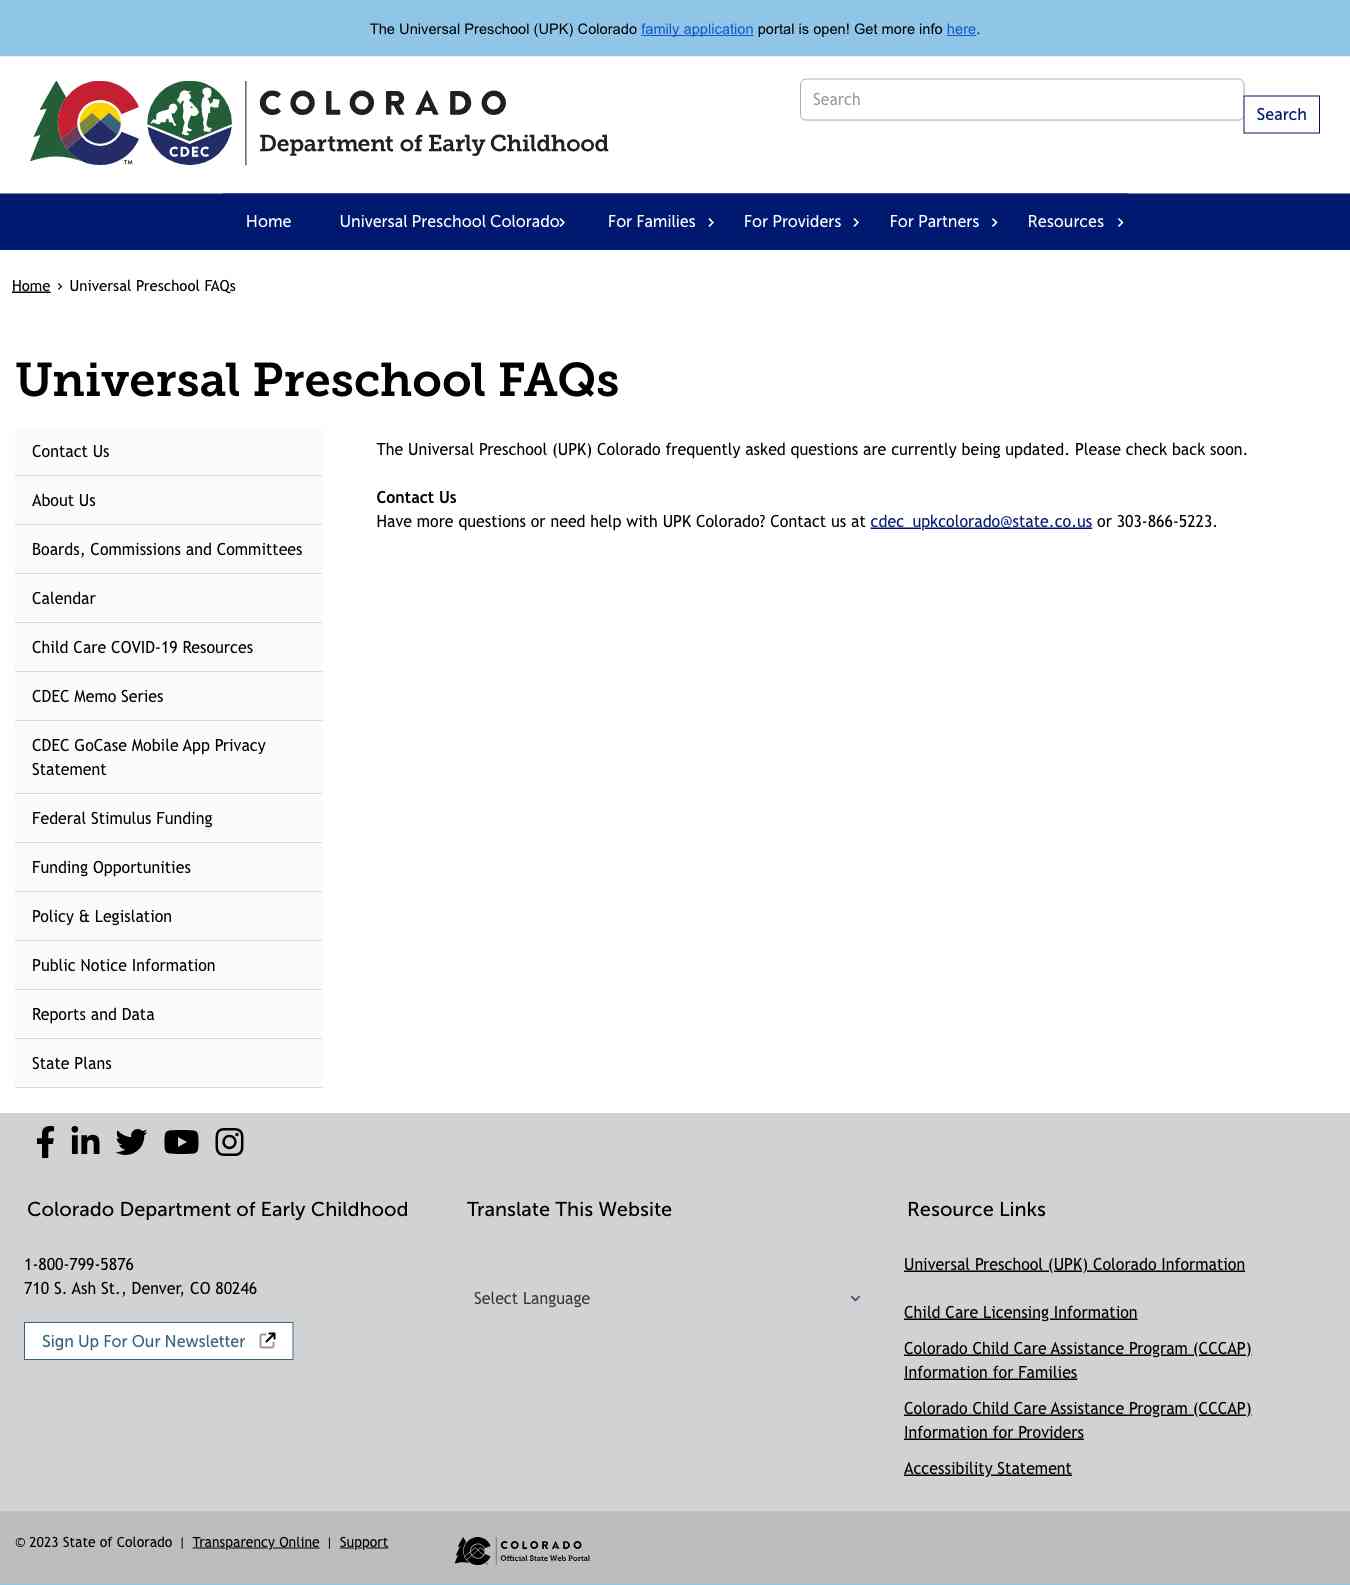 The Universal Preschool (UPK) Colorado family application portal is open! Get more info here.
CDEC
TM
COLORADO
Department of Early Childhood
Search
Search
Home
Universal Preschool Colorado
For Families
For Providers
For Partners
Resources
Home › Universal Preschool FAQs
Universal Preschool FAQs
Contact Us
About Us
Boards, Commissions and Committees
Calendar
Child Care COVID-19 Resources
CDEC Memo Series
CDEC GoCase Mobile App Privacy
Statement
Federal Stimulus Funding
Funding Opportunities
Policy & Legislation
Public Notice Information
Reports and Data
State Plans
The Universal Preschool (UPK) Colorado frequently asked questions are currently being updated. Please check back soon.
Contact Us
Have more questions or need help with UPK Colorado? Contact us at cdec_upkcolorado@state.co.us or 303-866-5223.
Colorado Department of Early Childhood
1-800-799-5876
710 S. Ash St., Denver, CO 80246
Sign Up For Our Newsletter
Translate This Website
Select Language
Resource Links
Universal Preschool (UPK) Colorado Information
Child Care Licensing Information
Colorado Child Care Assistance Program (CCCAP)
Information for Families
Colorado Child Care Assistance Program (CCCAP)
Information for Providers
Accessibility Statement
© 2023 State of Colorado | Transparency Online | Support
COLORADO
Official State Web Portal